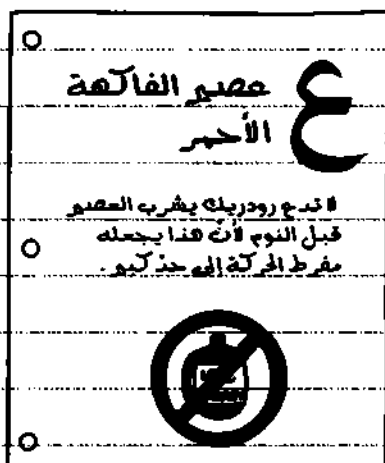 ع
عصير الفاكهة
الأحمر
لا تدع رودريك يشرب العصير
قبل النوم لأنّ هذا يجعله
مفرط الحركة إلى حدّ كبير.